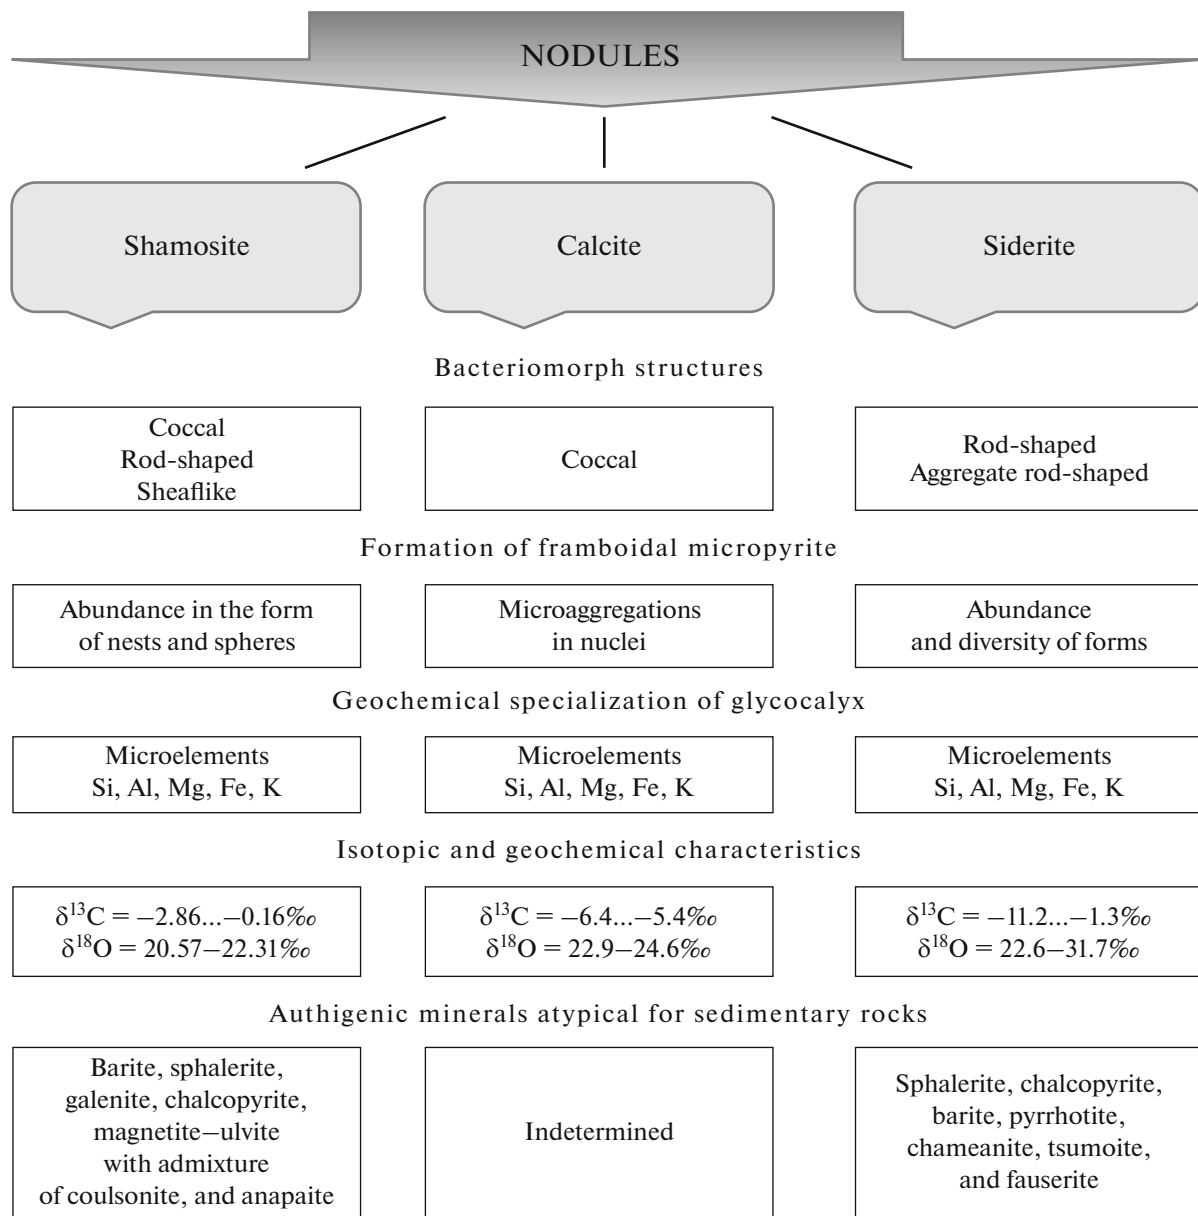 NODULES
Shamosite
Calcite
Siderite
Bacteriomorph structures
Coccal
Rod-shaped
Sheaflike
Coccal
Rod-shaped
Aggregate rod-shaped
Formation of framboidal micropyrite
Abundance in the form
of nests and spheres
Microaggregations
in nuclei
Abundance
and diversity of forms
Geochemical specialization of glycocalyx
Microelements
Si, Al, Mg, Fe, K
Microelements
Si, Al, Mg, Fe, K
Microelements
Si, Al, Mg, Fe, K
Isotopic and geochemical characteristics
δ¹³C = −2.86...−0.16‰
δ¹⁸O = 20.57–22.31‰
δ¹³C = −6.4...−5.4‰
δ¹⁸O = 22.9–24.6‰
δ¹³C = −11.2...−1.3‰
δ¹⁸O = 22.6–31.7‰
Authigenic minerals atypical for sedimentary rocks
Barite, sphalerite,
galenite, chalcopyrite,
magnetite–ulvite
with admixture
of coulsonite, and anapaite
Indetermined
Sphalerite, chalcopyrite,
barite, pyrrhotite,
chameanite, tsumoite,
and fauserite